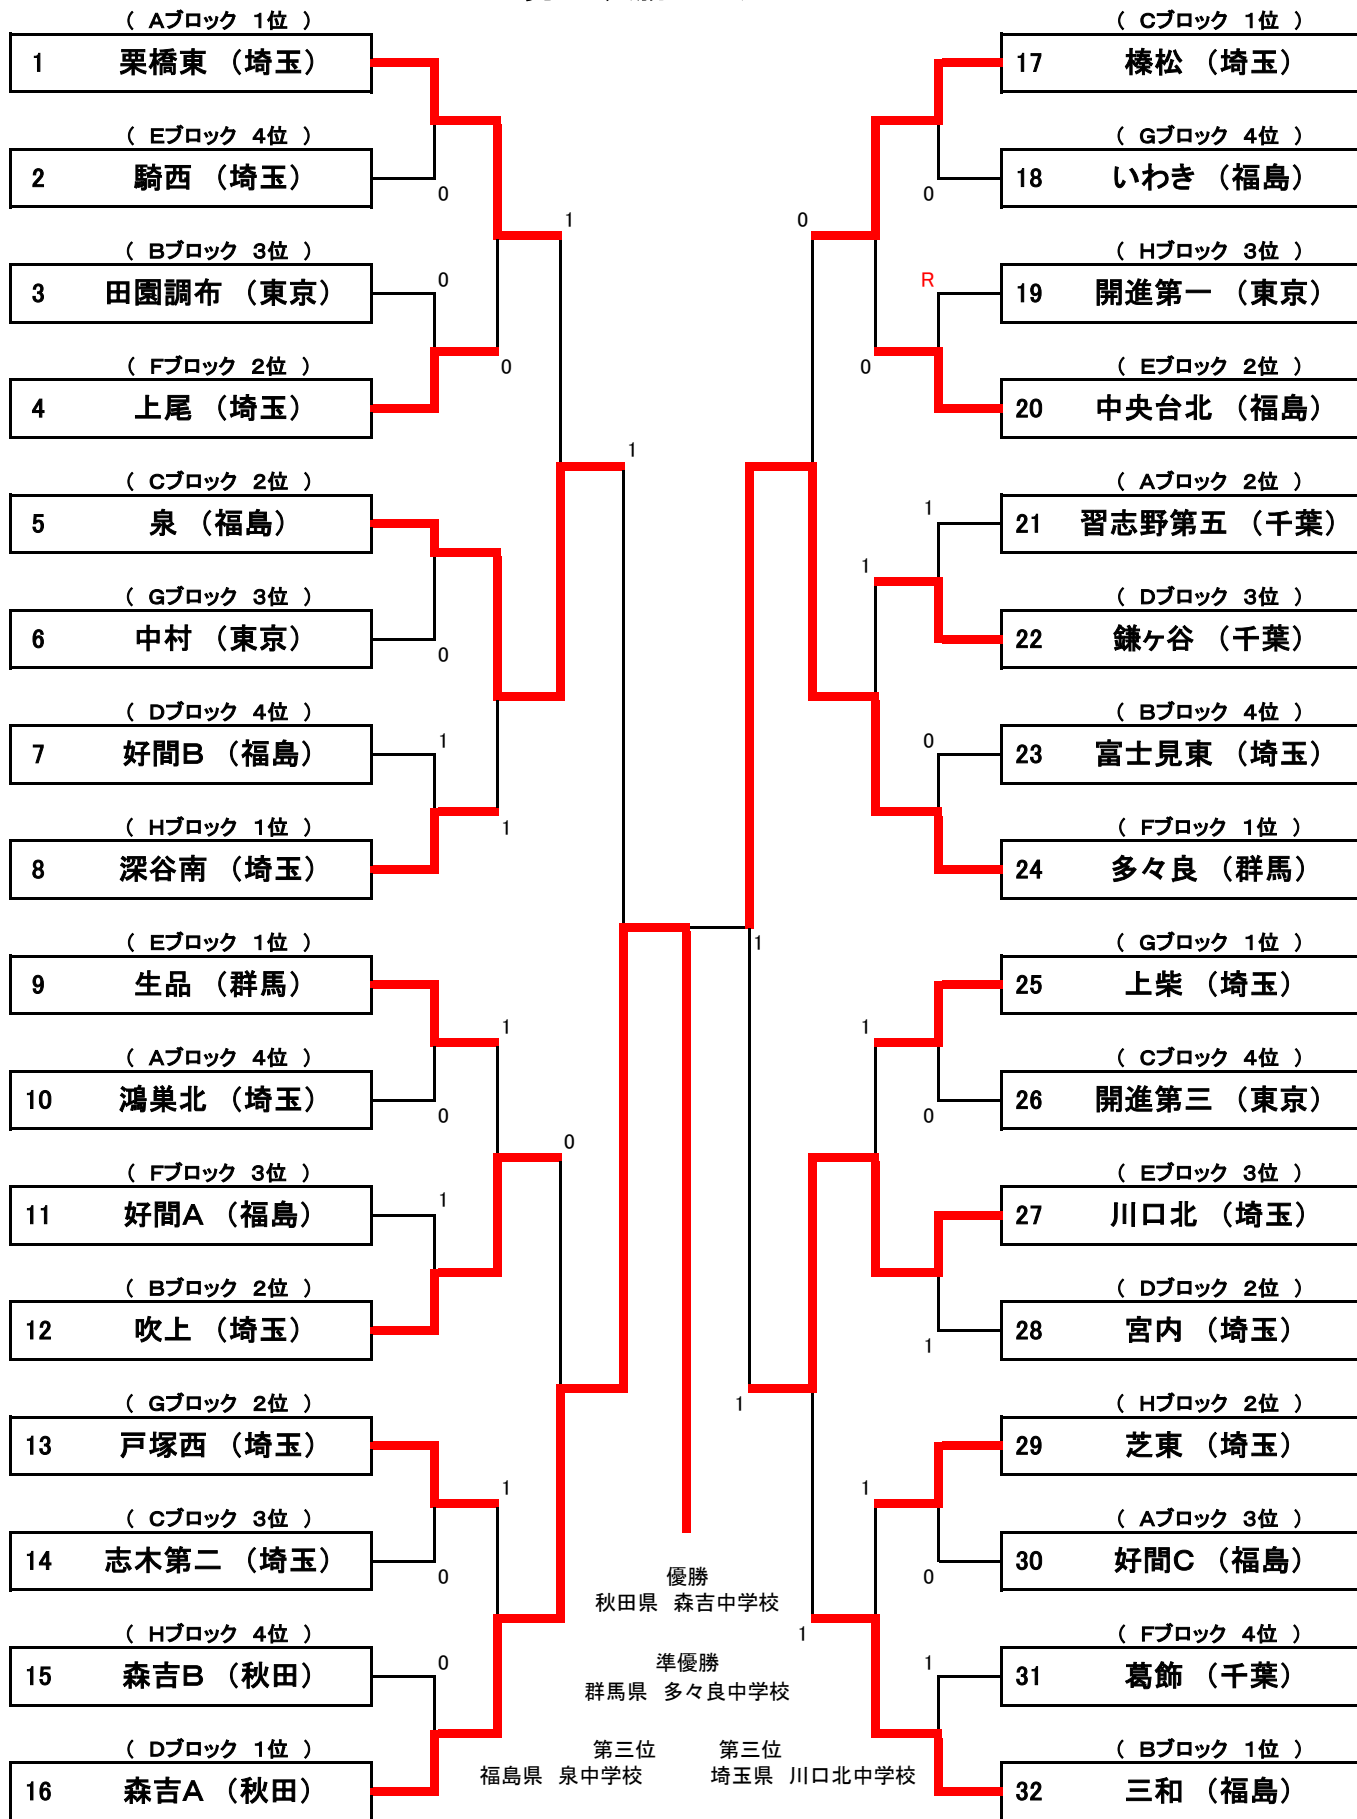 ( Aブロック 1位 )
1 栗橋東 (埼玉)
( Eブロック 4位 )
2 騎西 (埼玉)
0
1
( Bブロック 3位 )
0
3 田園調布 (東京)
( Fブロック 2位 )
0
4 上尾 (埼玉)
1
( Cブロック 2位 )
5 泉 (福島)
( Gブロック 3位 )
6 中村 (東京)
0
( Dブロック 4位 )
1
7 好間B (福島)
( Hブロック 1位 )
1
8 深谷南 (埼玉)
( Eブロック 1位 )
9 生品 (群馬)
1
( Aブロック 4位 )
10 鴻巣北 (埼玉)
0
0
( Fブロック 3位 )
1
11 好間A (福島)
( Bブロック 2位 )
12 吹上 (埼玉)
( Gブロック 2位 )
13 戸塚西 (埼玉)
1
( Cブロック 3位 )
14 志木第二 (埼玉)
0
( Hブロック 4位 )
0
15 森吉B (秋田)
( Dブロック 1位 )
16 森吉A (秋田)
( Cブロック 1位 )
17 榛松 (埼玉)
( Gブロック 4位 )
18 いわき (福島)
0
0
( Hブロック 3位 )
R
19 開進第一 (東京)
( Eブロック 2位 )
0
20 中央台北 (福島)
( Aブロック 2位 )
1
21 習志野第五 (千葉)
1
( Dブロック 3位 )
22 鎌ヶ谷 (千葉)
( Bブロック 4位 )
0
23 富士見東 (埼玉)
( Fブロック 1位 )
24 多々良 (群馬)
1
( Gブロック 1位 )
25 上柴 (埼玉)
1
( Cブロック 4位 )
26 開進第三 (東京)
0
( Eブロック 3位 )
27 川口北 (埼玉)
( Dブロック 2位 )
28 宮内 (埼玉)
1
1
( Hブロック 2位 )
29 芝東 (埼玉)
1
( Aブロック 3位 )
30 好間C (福島)
0
1
( Fブロック 4位 )
1
31 葛飾 (千葉)
( Bブロック 1位 )
32 三和 (福島)
優勝
秋田県 森吉中学校
準優勝
群馬県 多々良中学校
第三位 第三位
福島県 泉中学校 埼玉県 川口北中学校